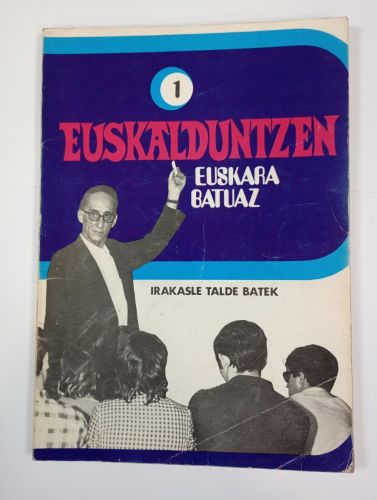 1
EUSKALDUNTZEN
EUSKARA
BATUAZ
IRAKASLE TALDE BATEK